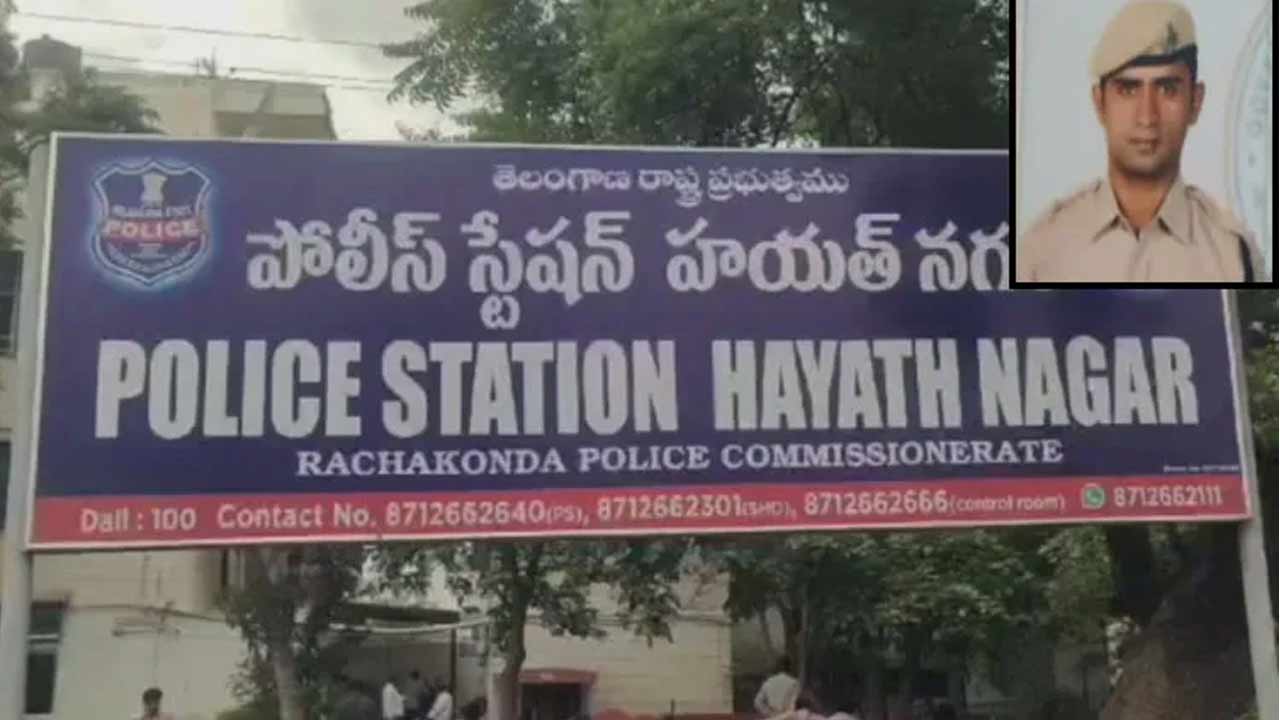 తెలంగాణ రాష్ట్ర ప్రభుత్వము
POLICE
పోలీస్ స్టేషన్ హయత్ నగ
POLICE STATION HAYATH NAGAR
RACHAKONDA POLICE COMMISSIONERATE
Dail : 100 Contact No. 8712662640(PS), 8712662301(SHO), 8712662666(control room) 8712662111